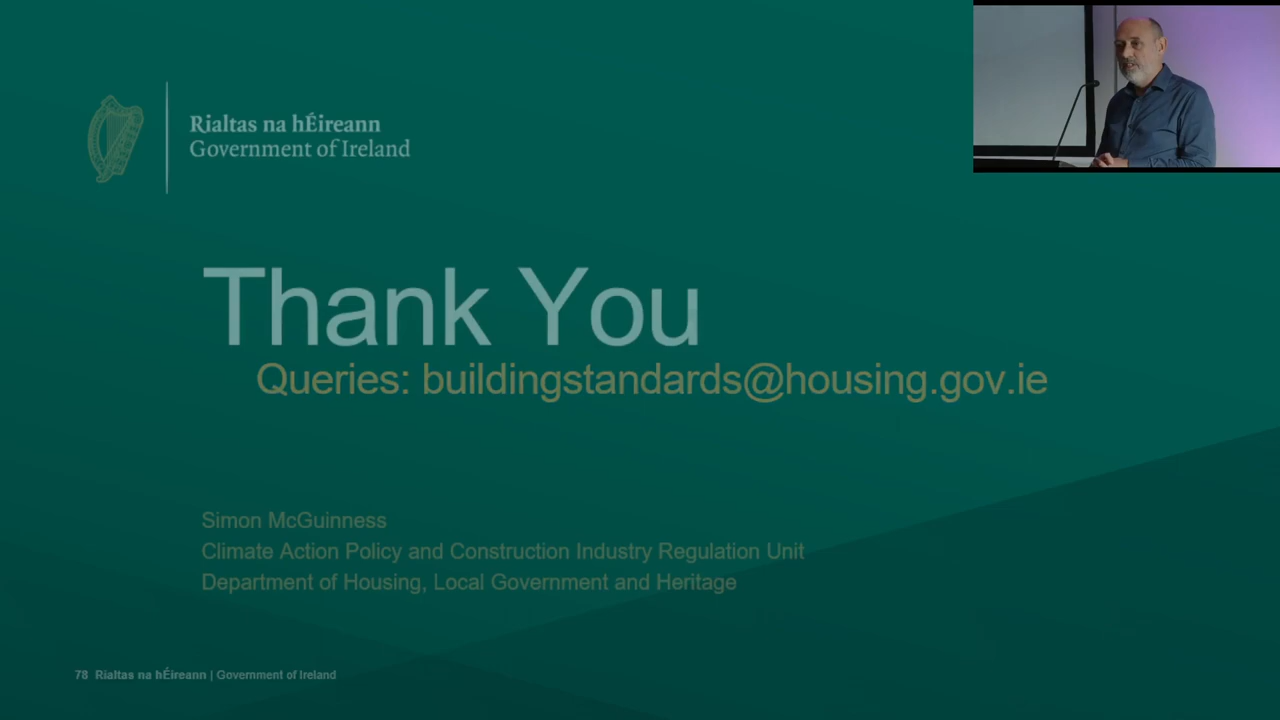 Rialtas na hÉireann
Government of Ireland
Thank You
Queries: buildingstandards@housing.gov.ie
Simon McGuinness
Climate Action Policy and Construction Industry Regulation Unit
Department of Housing, Local Government and Heritage
78 Rialtas na hÉireann | Government of Ireland